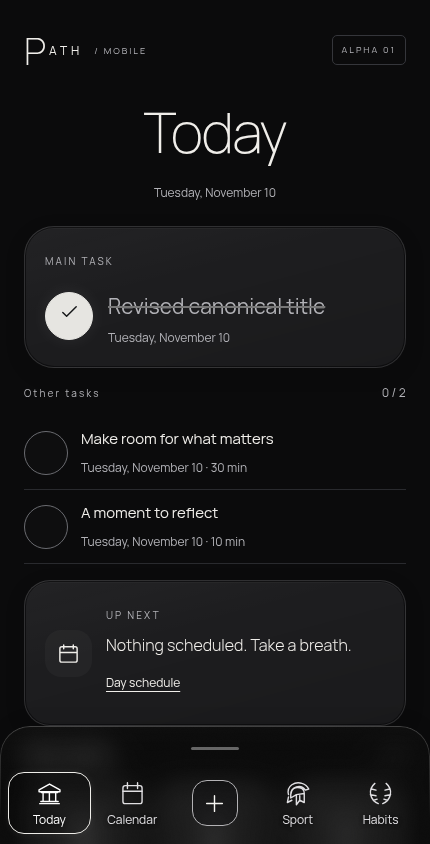 PATH / MOBILE
ALPHA 01
Today
Tuesday, November 10
MAIN TASK
Revised canonical title
Tuesday, November 10
Other tasks
0 / 2
Make room for what matters
Tuesday, November 10 · 30 min
A moment to reflect
Tuesday, November 10 · 10 min
UP NEXT
Nothing scheduled. Take a breath.
Day schedule
Today
Calendar
Sport
Habits